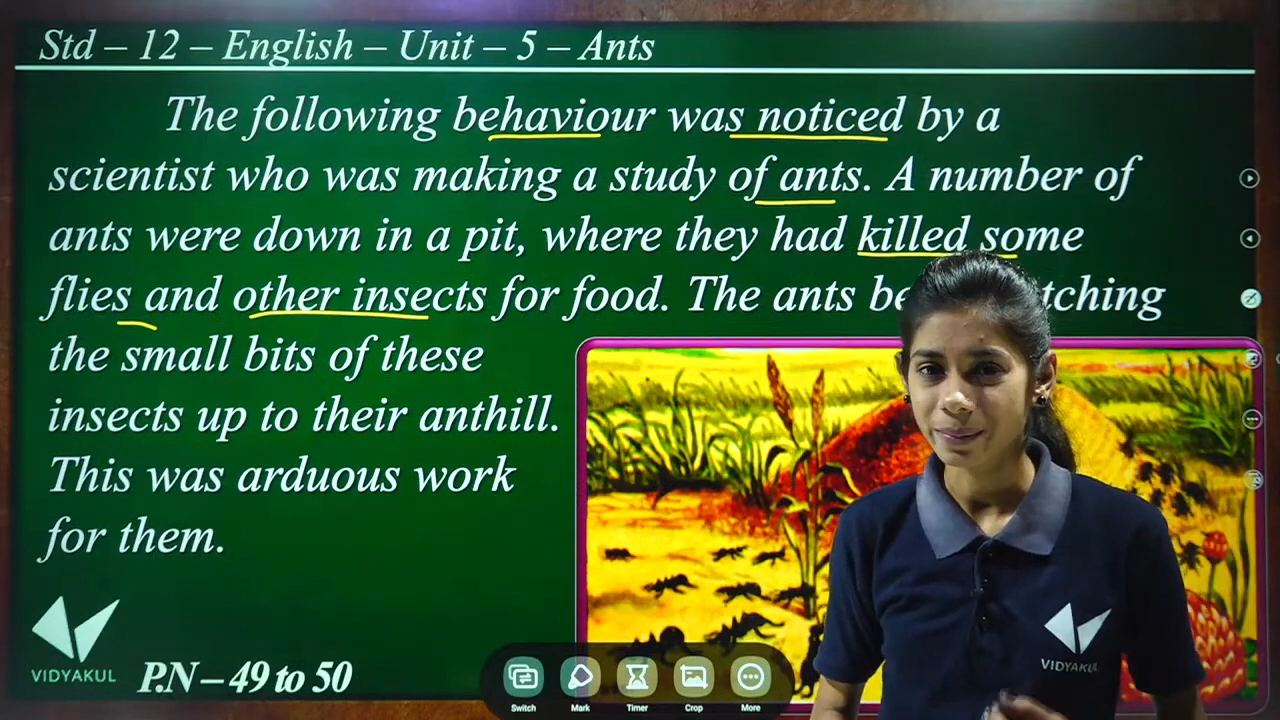 Std – 12 – English – Unit – 5 – Ants
The following behaviour was noticed by a
scientist who was making a study of ants. A number of
ants were down in a pit, where they had killed some
flies and other insects for food. The ants
the small bits of these
insects up to their anthill.
This was arduous work
for them.
VIDYAKUL
P.N – 49 to 50
Switch
Mark
Timer
Crop
More
VIDYAKUL